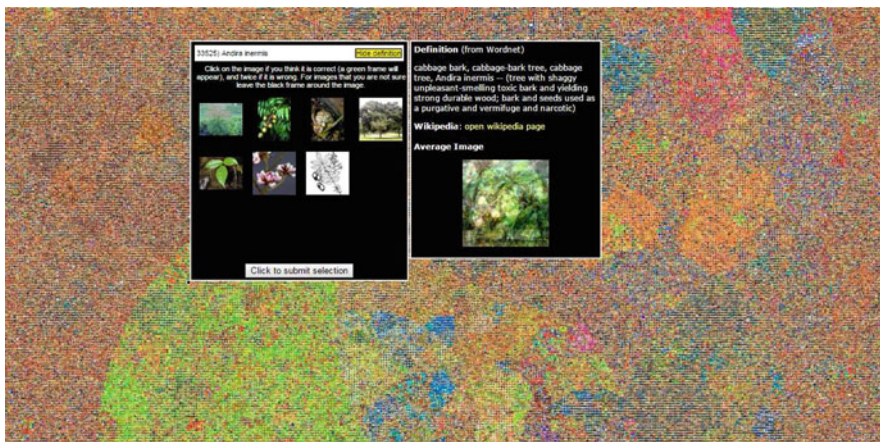 33525) Andira inermis
Hide definition
Click on the image if you think it is correct (a green frame will
appear), and twice if it is wrong. For images that you are not sure
leave the black frame around the image.
Click to submit selection
Definition (from Wordnet)
cabbage bark, cabbage-bark tree, cabbage
tree, Andira inermis -- (tree with shaggy
unpleasant-smelling toxic bark and yielding
strong durable wood; bark and seeds used as
a purgative and vermifuge and narcotic)
Wikipedia: open wikipedia page
Average Image